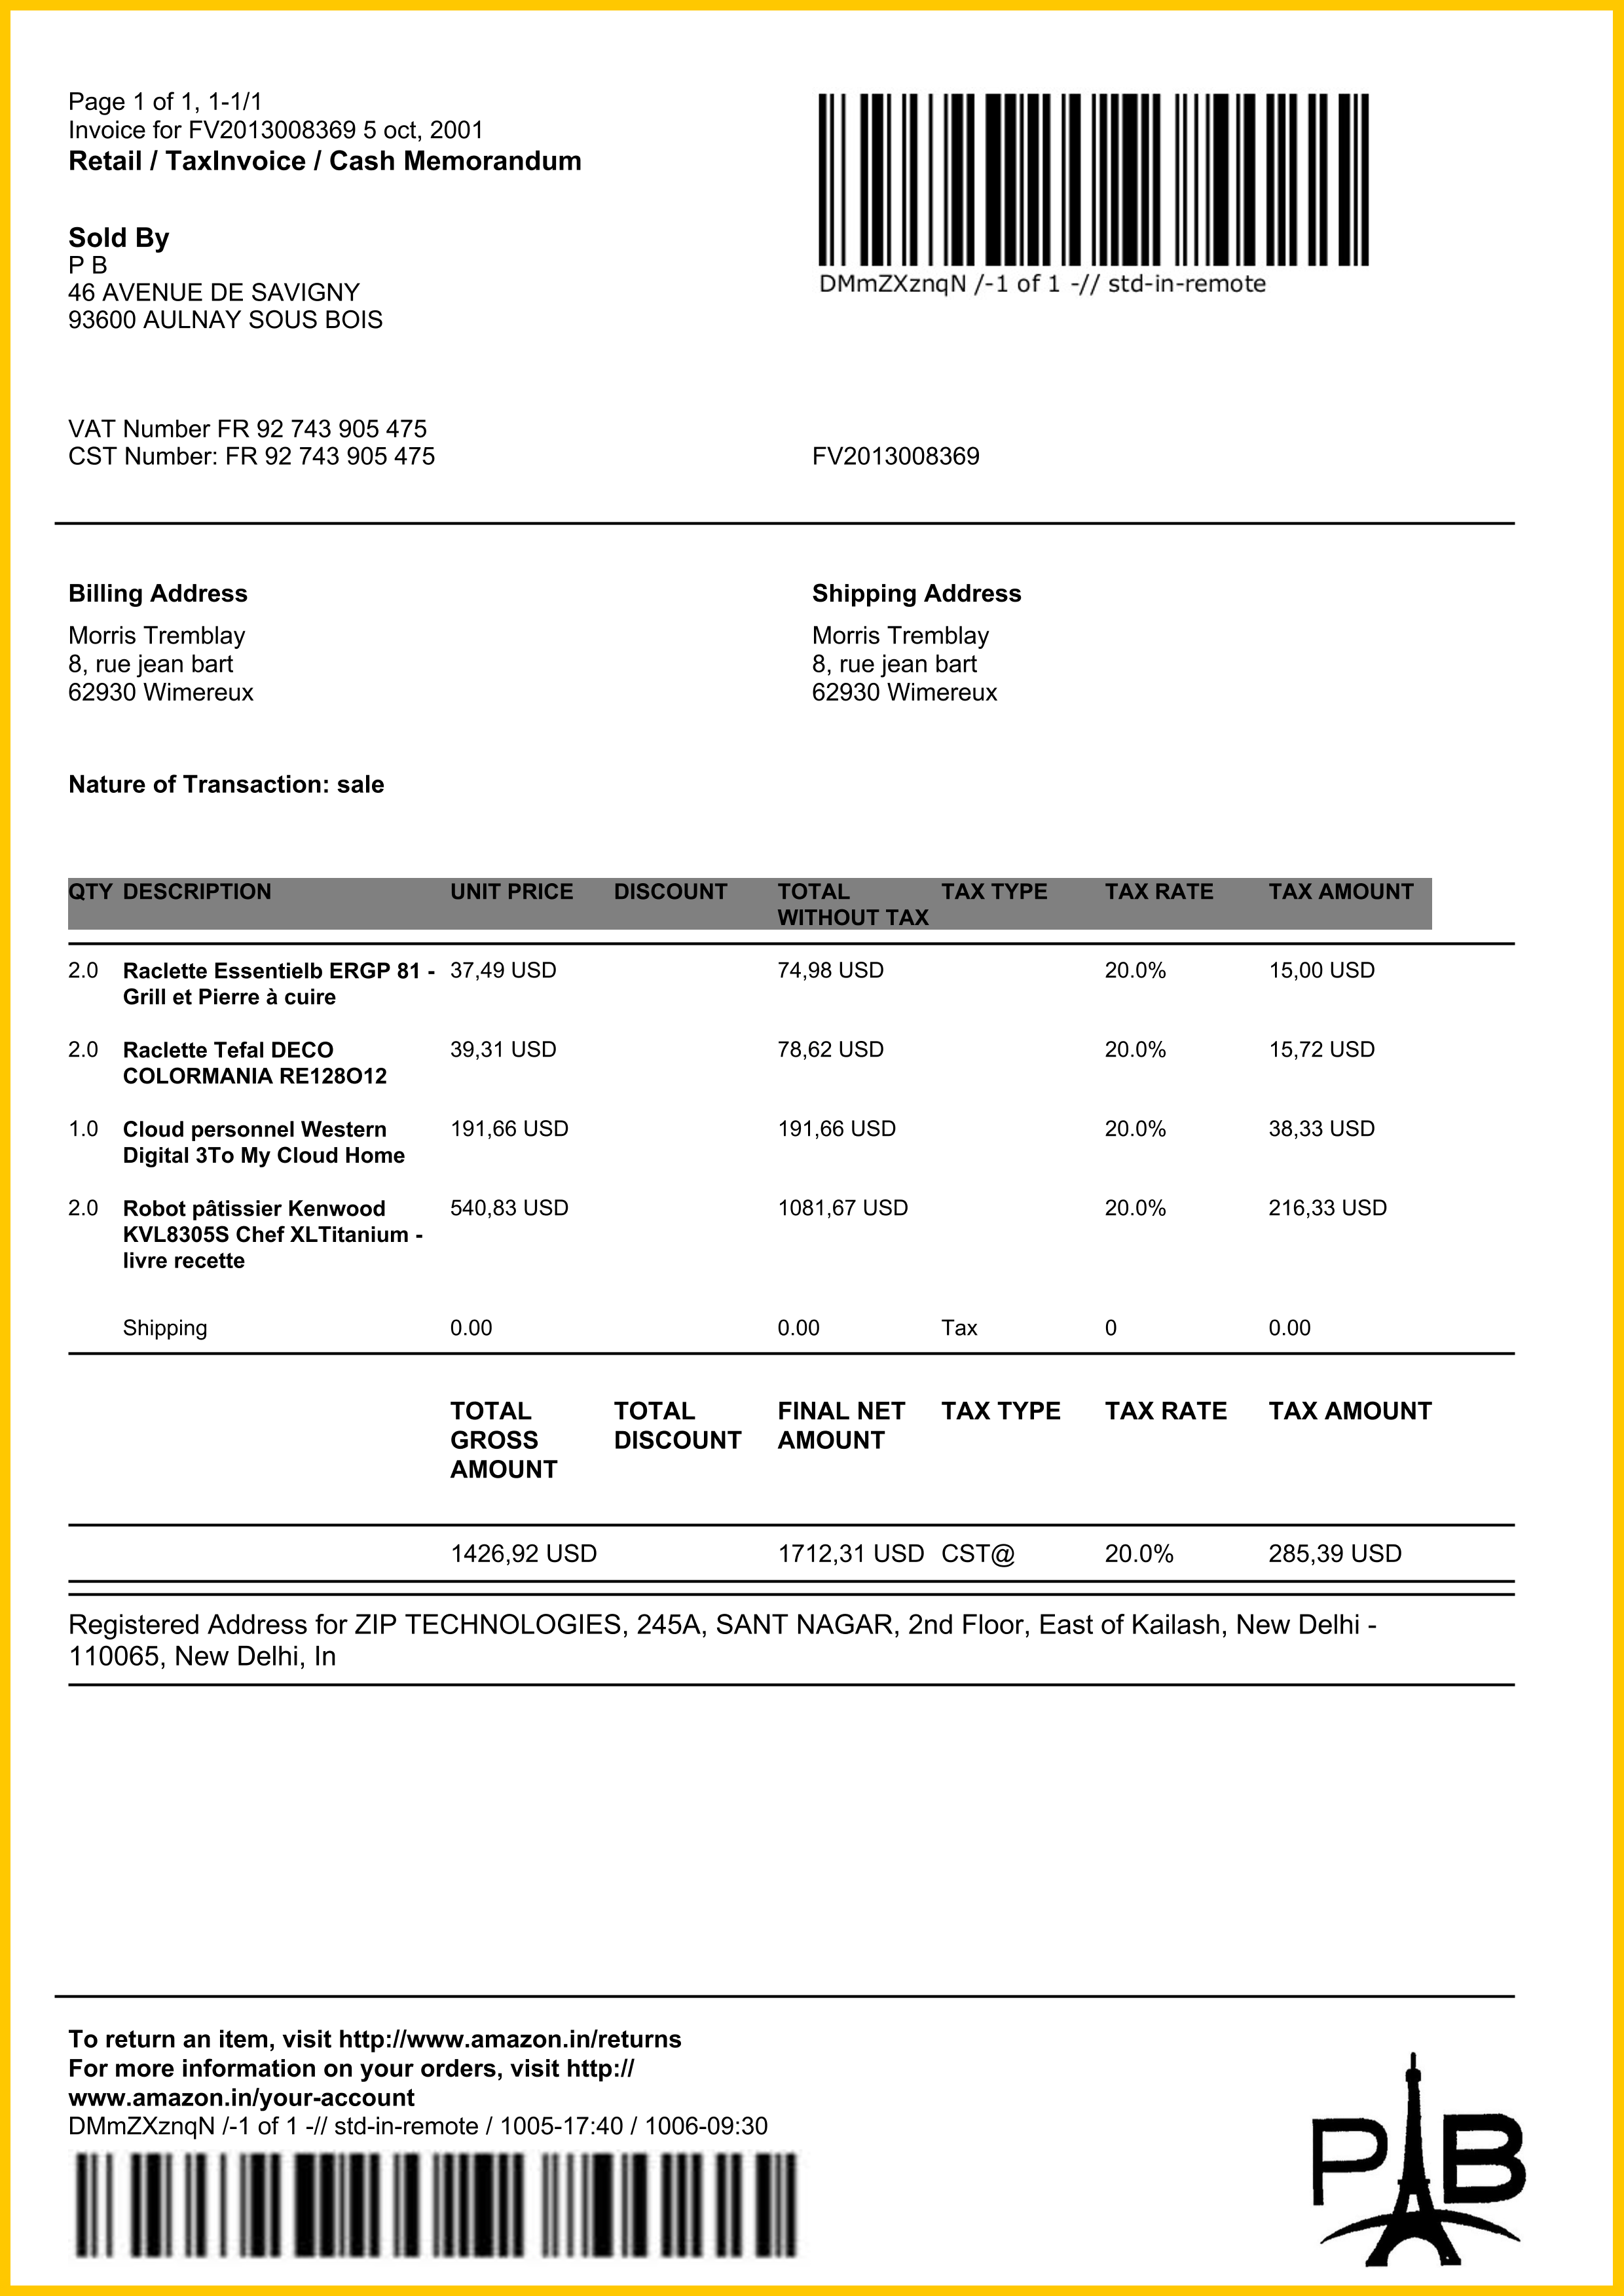 Page 1 of 1, 1-1/1
Invoice for FV2013008369 5 oct, 2001
Retail / TaxInvoice / Cash Memorandum
DMmZXznqN /-1 of 1 -// std-in-remote
Sold By
P B
46 AVENUE DE SAVIGNY
93600 AULNAY SOUS BOIS
VAT Number FR 92 743 905 475
CST Number: FR 92 743 905 475
FV2013008369
Billing Address
Morris Tremblay
8, rue jean bart
62930 Wimereux
Shipping Address
Morris Tremblay
8, rue jean bart
62930 Wimereux
Nature of Transaction: sale
QTY DESCRIPTION UNIT PRICE DISCOUNT TOTAL TAX TYPE TAX RATE TAX AMOUNT
WITHOUT TAX
2.0 Raclette Essentielb ERGP 81 - 37,49 USD 74,98 USD 20.0% 15,00 USD
Grill et Pierre à cuire
2.0 Raclette Tefal DECO 39,31 USD 78,62 USD 20.0% 15,72 USD
COLORMANIA RE128O12
1.0 Cloud personnel Western 191,66 USD 191,66 USD 20.0% 38,33 USD
Digital 3To My Cloud Home
2.0 Robot pâtissier Kenwood 540,83 USD 1081,67 USD 20.0% 216,33 USD
KVL8305S Chef XLTitanium -
livre recette
Shipping 0.00 0.00 Tax 0 0.00
TOTAL TOTAL FINAL NET TAX TYPE TAX RATE TAX AMOUNT
GROSS DISCOUNT AMOUNT
AMOUNT
1426,92 USD 1712,31 USD CST@ 20.0% 285,39 USD
Registered Address for ZIP TECHNOLOGIES, 245A, SANT NAGAR, 2nd Floor, East of Kailash, New Delhi -
110065, New Delhi, In
To return an item, visit http://www.amazon.in/returns
For more information on your orders, visit http://
www.amazon.in/your-account
DMmZXznqN /-1 of 1 -// std-in-remote / 1005-17:40 / 1006-09:30
P B